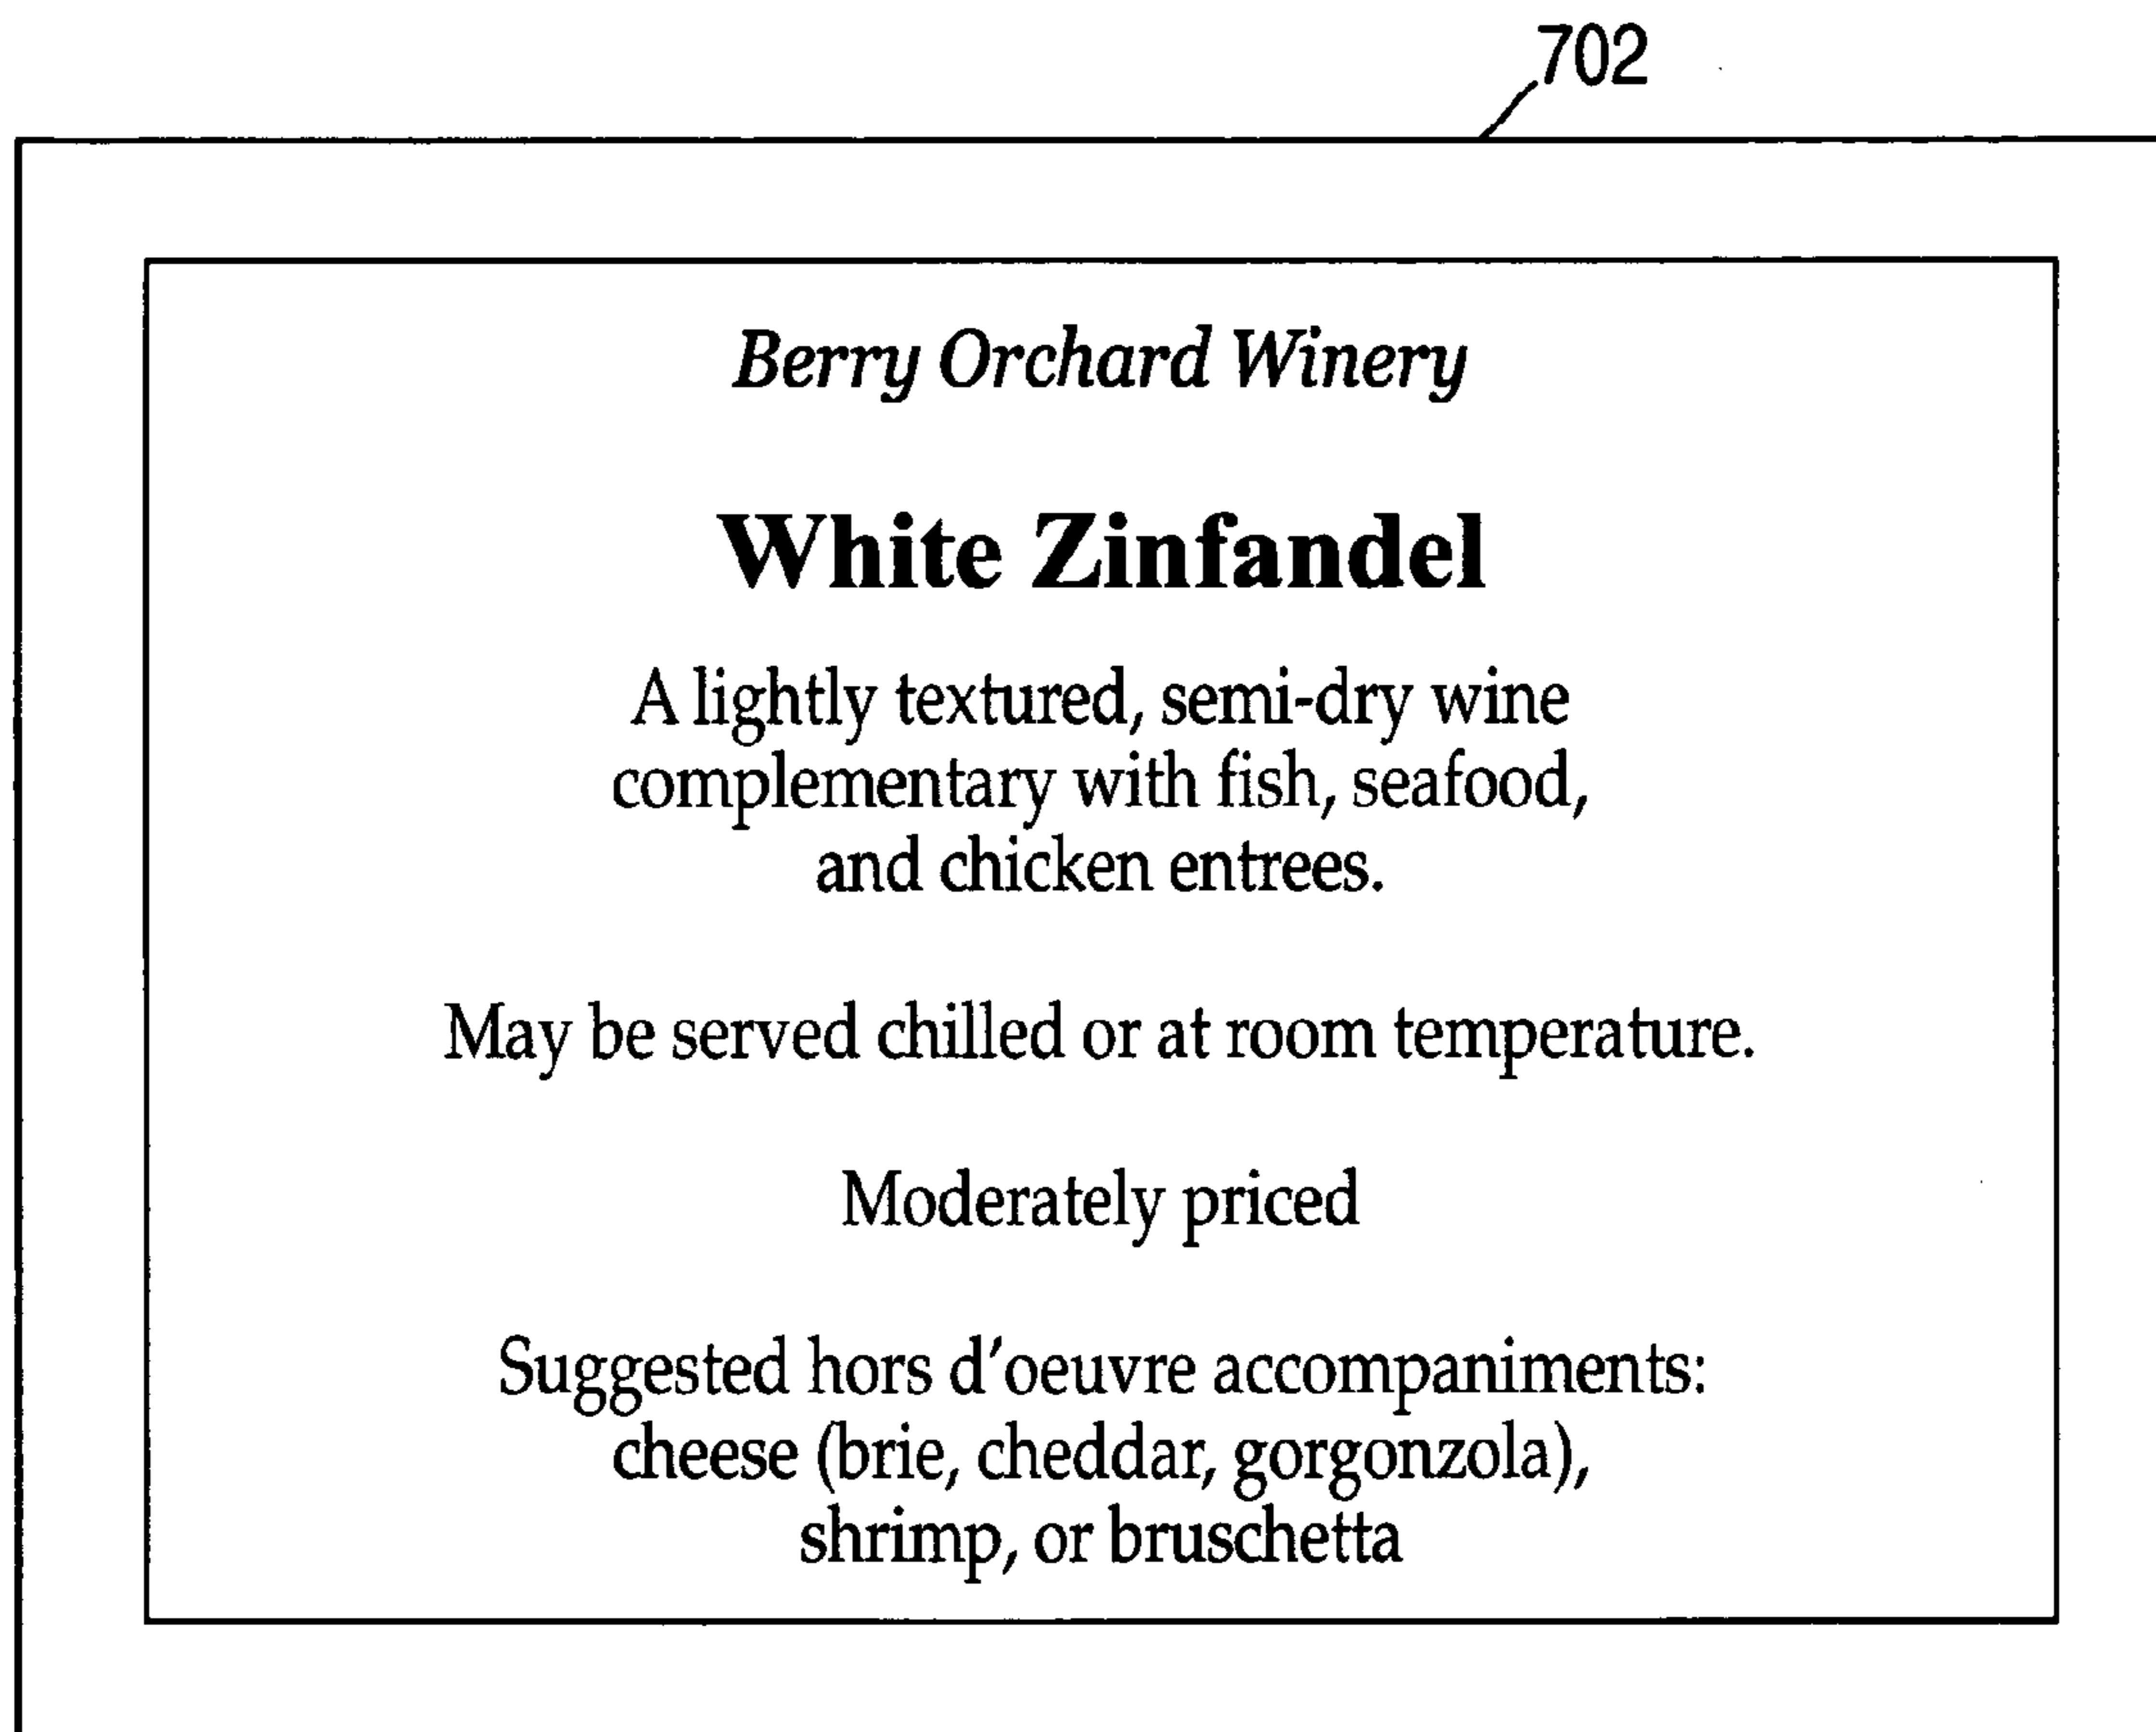 702
Berry Orchard Winery
White Zinfandel
A lightly textured, semi-dry wine
complementary with fish, seafood,
and chicken entrees.
May be served chilled or at room temperature.
Moderately priced
Suggested hors d'oeuvre accompaniments:
cheese (brie, cheddar, gorgonzola),
shrimp, or bruschetta